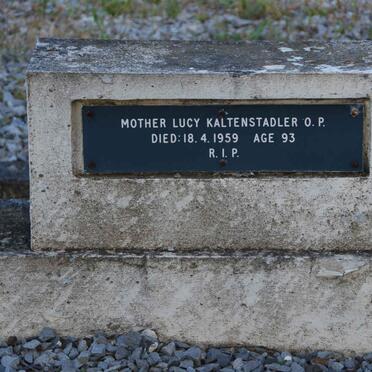 MOTHER LUCY KALTENSTADLER O.P.
DIED: 18.4.1959 AGE 93
R.I.P.